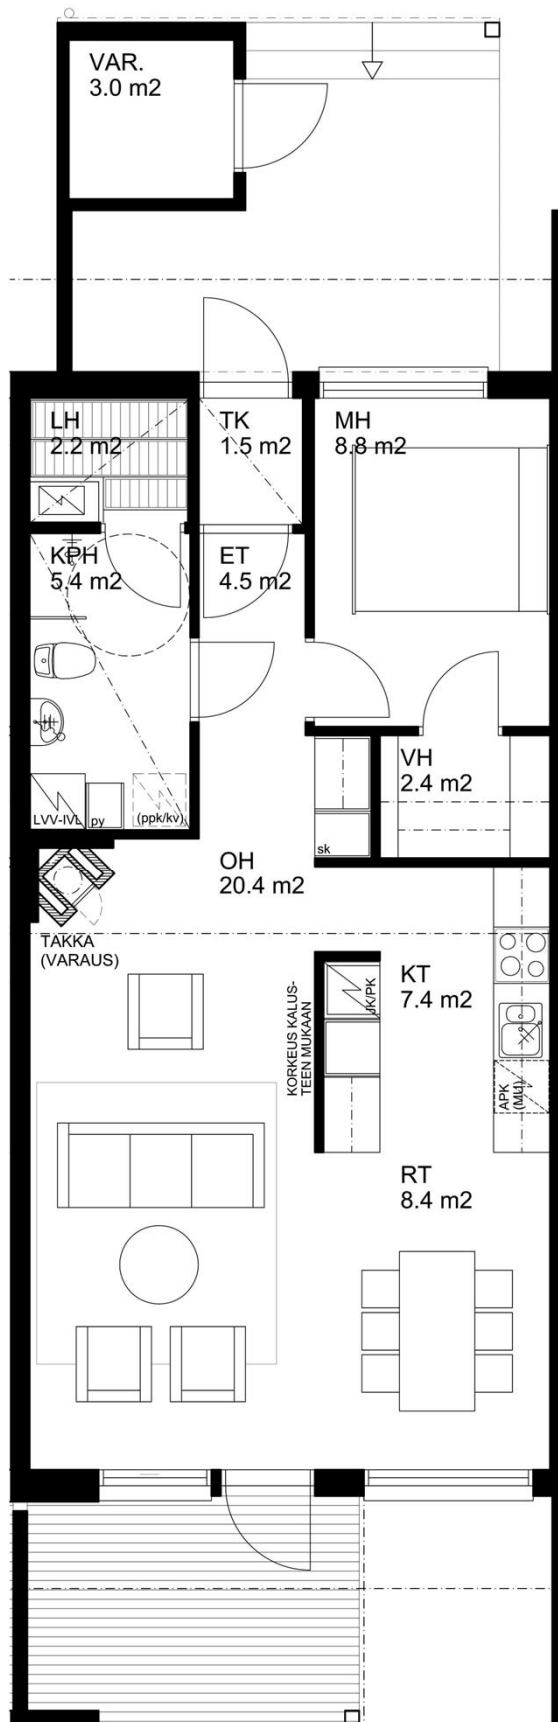 VAR.
3.0 m2
LH
2.2 m2
TK
1.5 m2
MH
8.8 m2
KPH
5.4 m2
ET
4.5 m2
VH
2.4 m2
LVV-IVL
py
(ppk/kv)
sk
OH
20.4 m2
TAKKA
(VARAUS)
KORKEUS KALUS-
TEEN MUKAAN
JK/PK
KT
7.4 m2
APK
(MU)
RT
8.4 m2